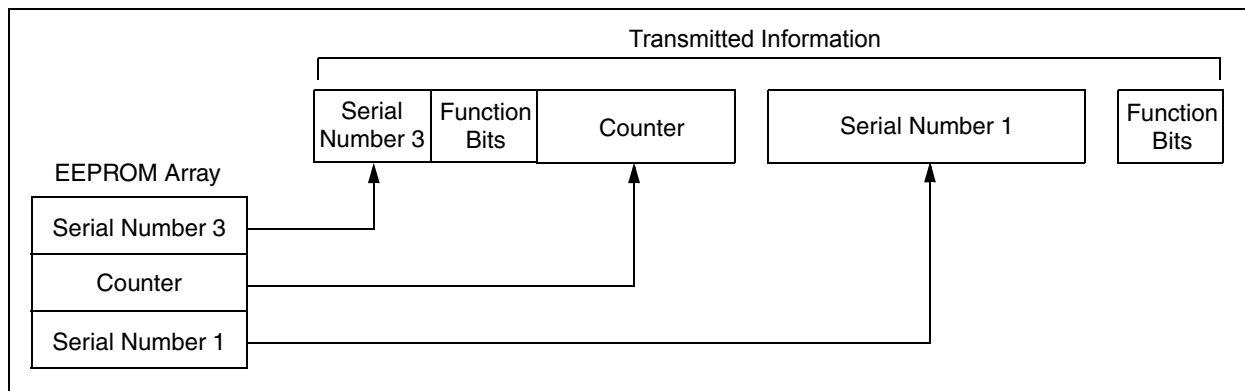 Transmitted Information
Serial
Number 3
Function
Bits
Counter
Serial Number 1
Function
Bits
EEPROM Array
Serial Number 3
Counter
Serial Number 1